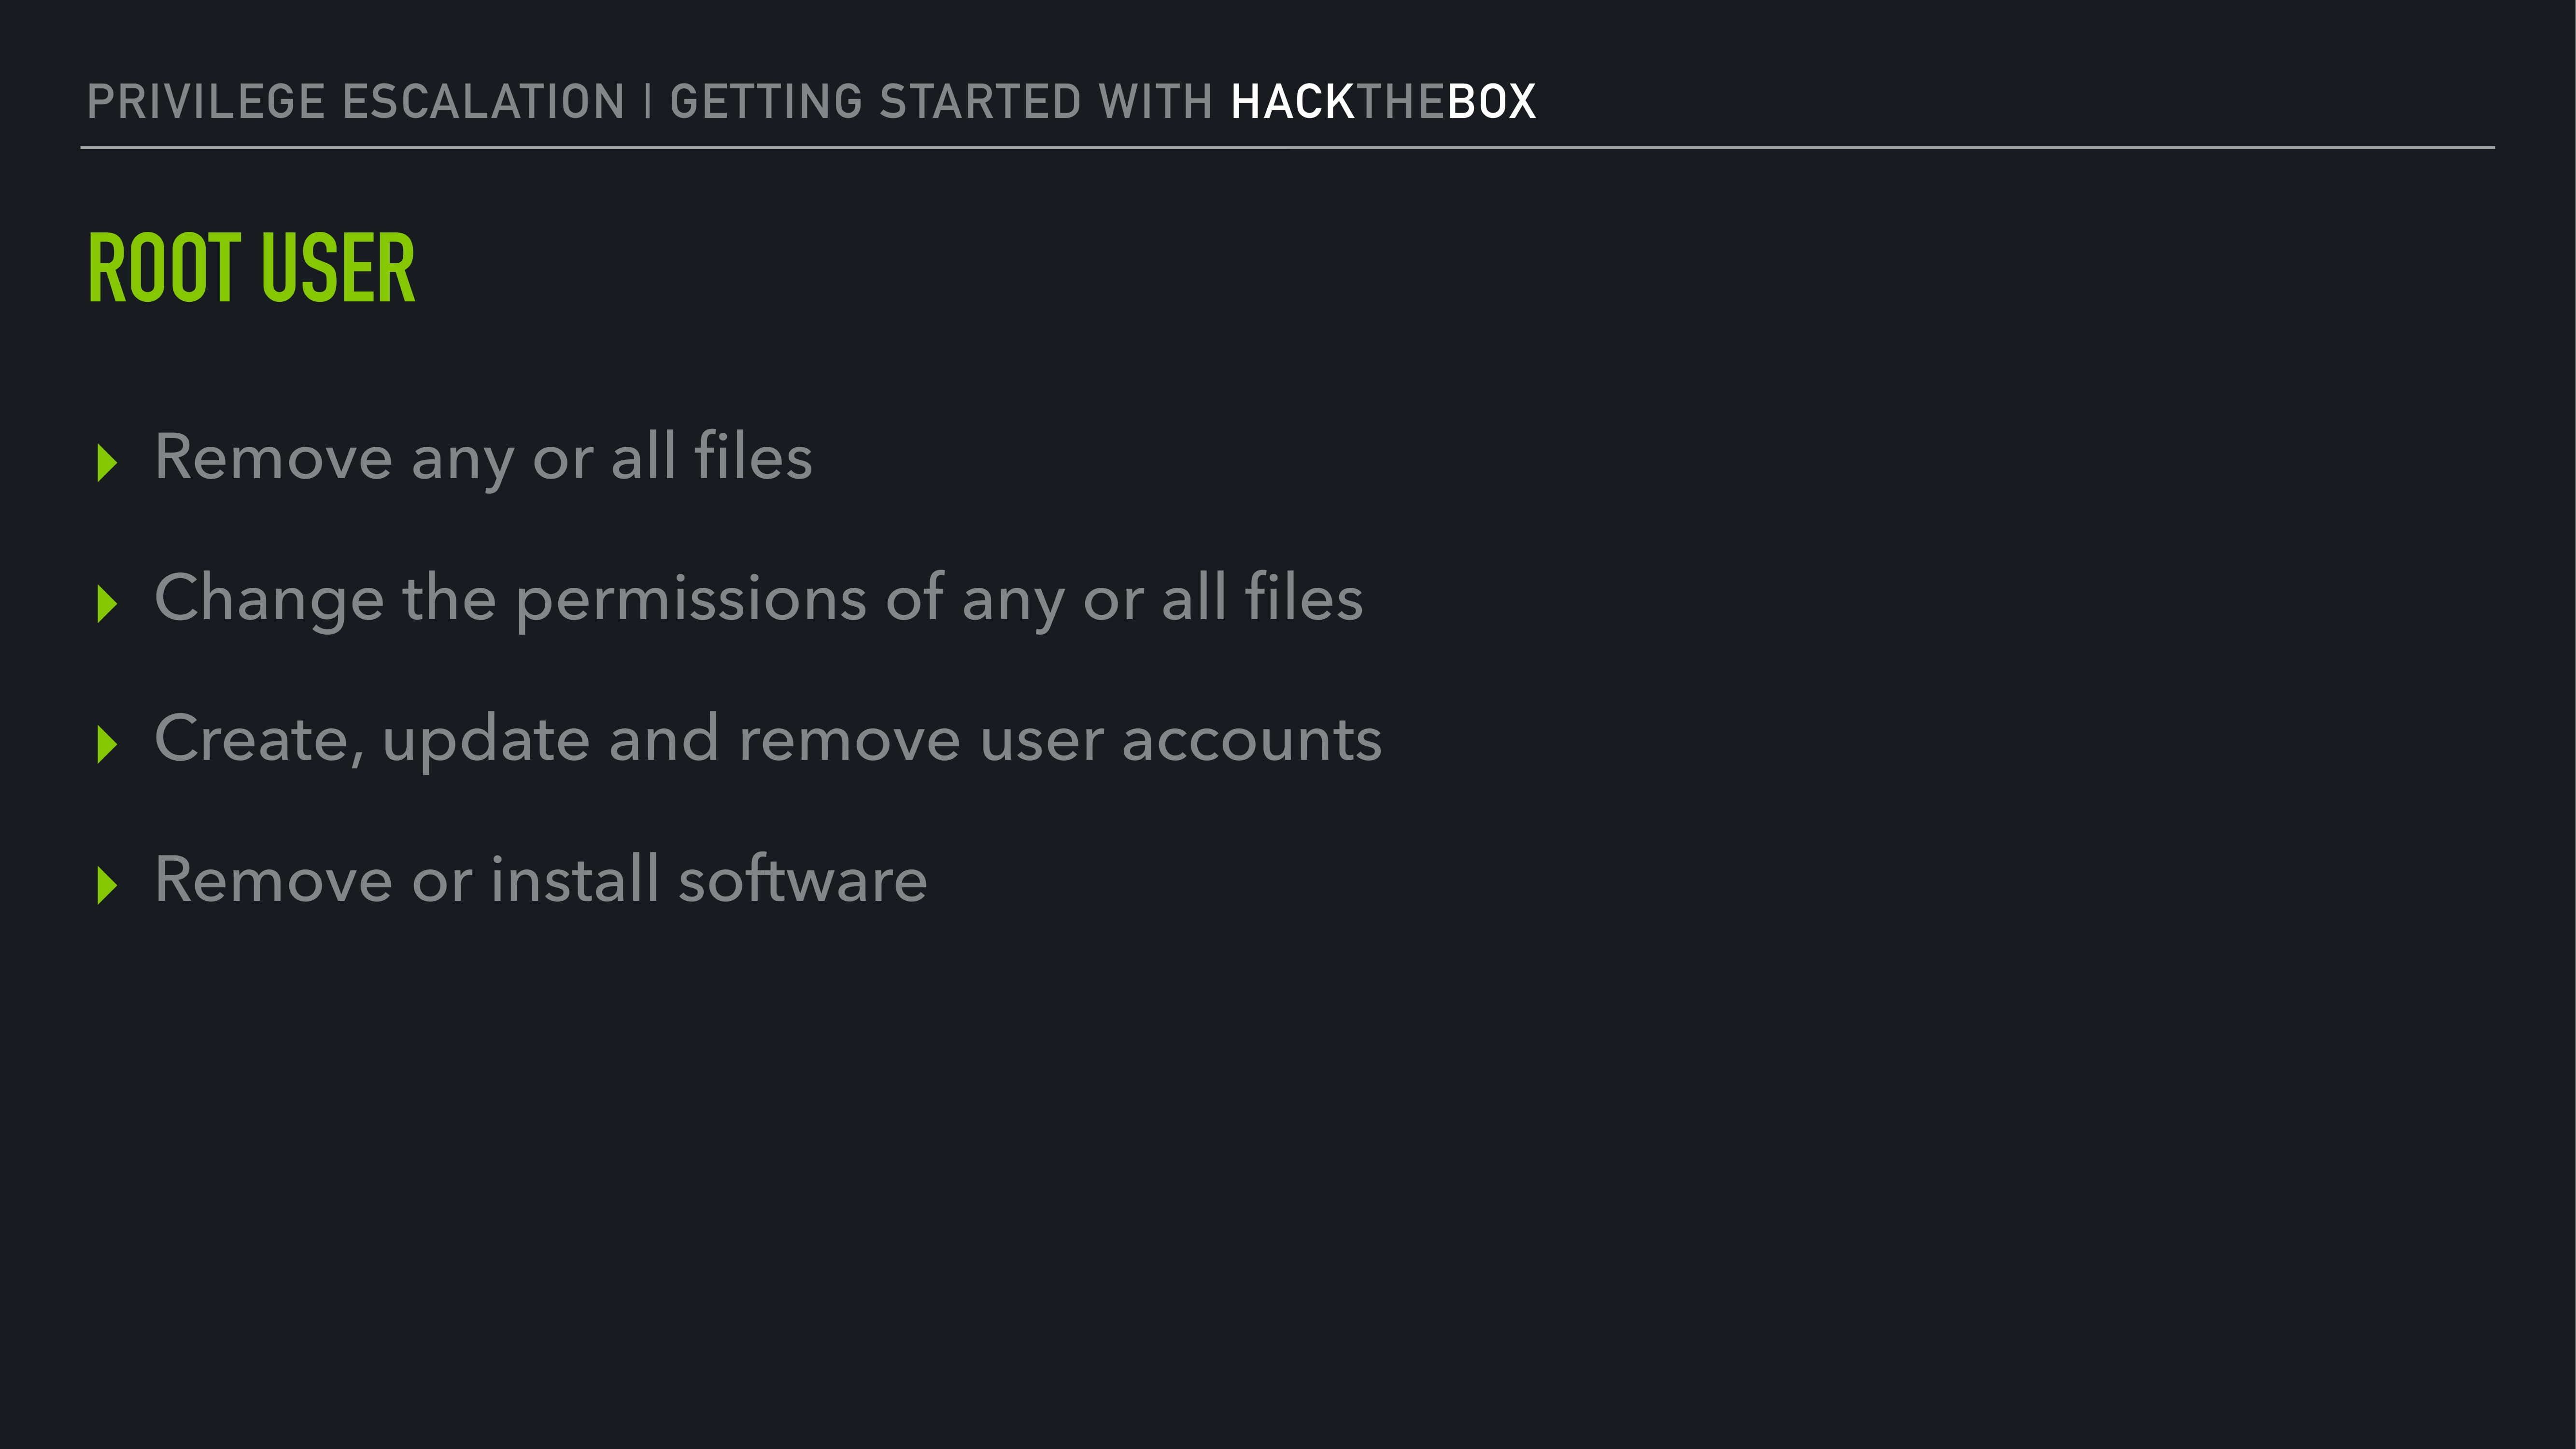 PRIVILEGE ESCALATION | GETTING STARTED WITH HACKTHEBOX
ROOT USER
Remove any or all files
Change the permissions of any or all files
Create, update and remove user accounts
Remove or install software